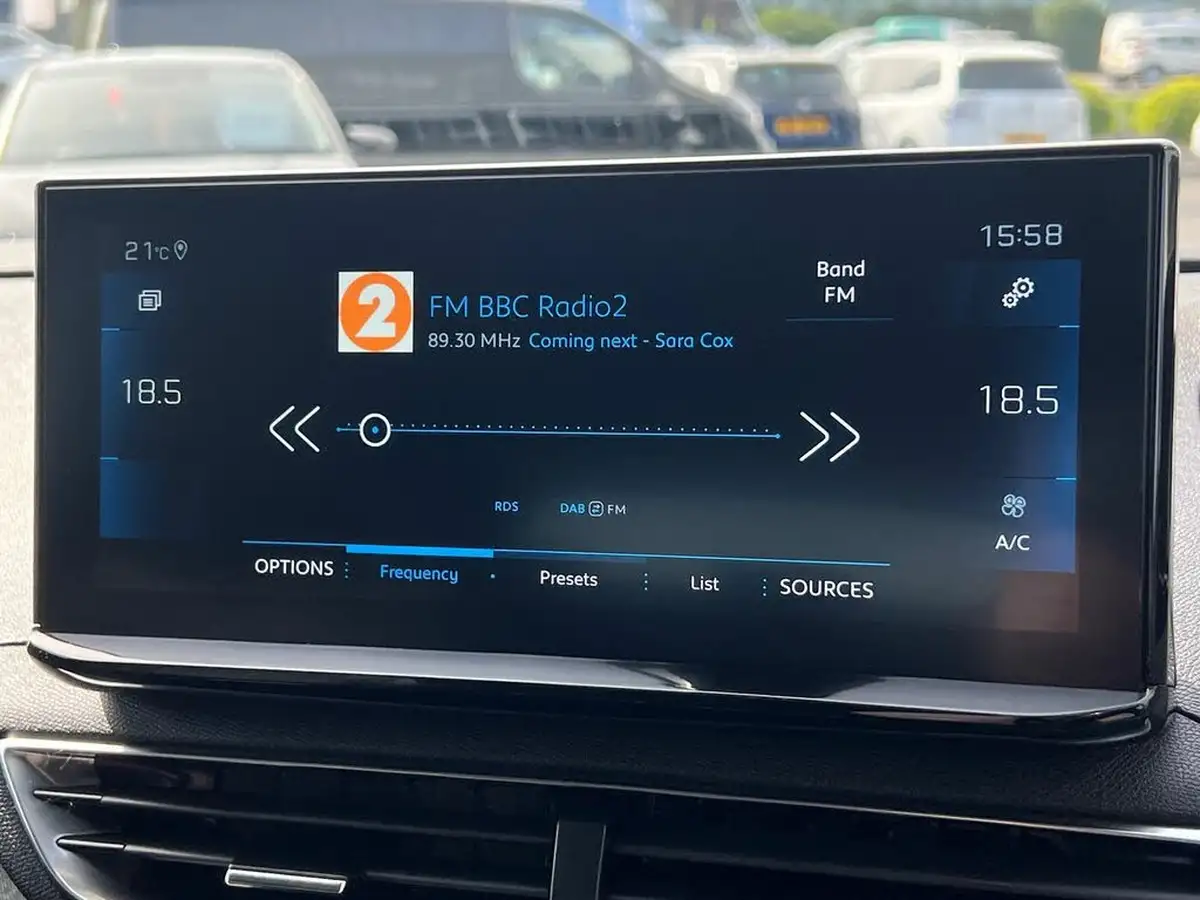 21°C
15:58
2
FM BBC Radio2
89.30 MHz Coming next - Sara Cox
Band
FM
18.5
18.5
RDS
DAB FM
A/C
OPTIONS
Frequency
Presets
List
SOURCES